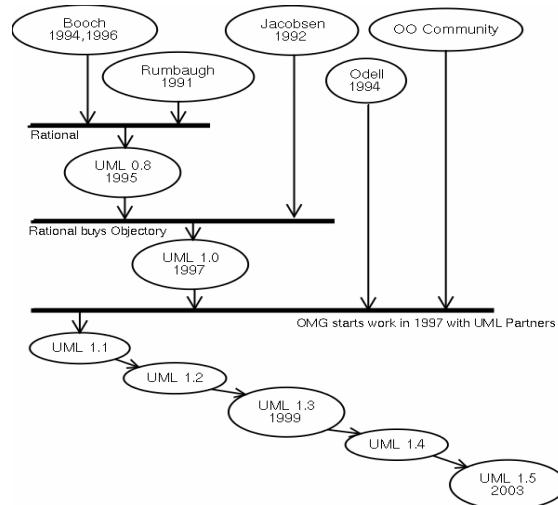 Booch
1994,1996
Jacobsen
1992
OO Community
Rumbaugh
1991
Odell
1994
Rational
UML 0.8
1995
Rational buys Objectory
UML 1.0
1997
OMG starts work in 1997 with UML Partners
UML 1.1
UML 1.2
UML 1.3
1999
UML 1.4
UML 1.5
2003